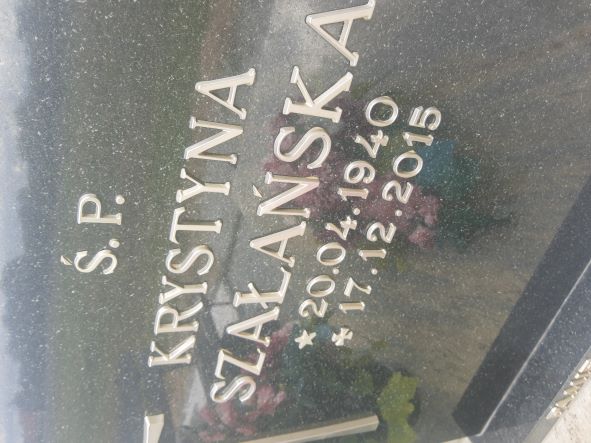 Ś.P.
KRYSTYNA
SZAŁAŃSKA
* 20.04.1940
✝ 17.12.2015